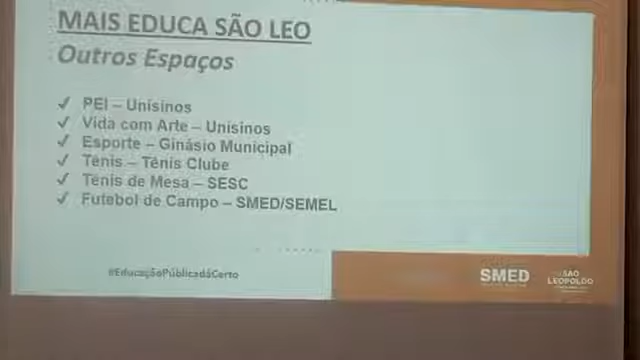 MAIS EDUCA SÃO LEO
Outros Espaços
✓ PEI – Unisinos
✓ Vida com Arte – Unisinos
✓ Esporte – Ginásio Municipal
✓ Tênis – Tênis Clube
✓ Tênis de Mesa – SESC
✓ Futebol de Campo – SMED/SEMEL
#EducaçãoPúblicadáCerto
SMED
SÃO
LEOPOLDO